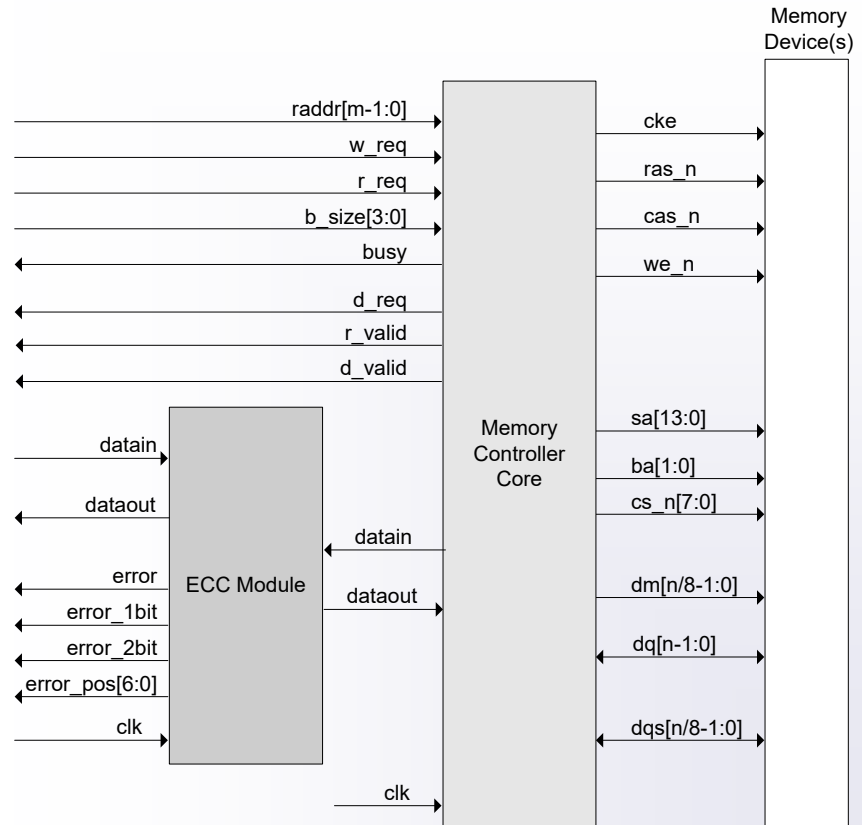 Memory
Device(s)
raddr[m-1:0]
w_req
r_req
b_size[3:0]
busy
d_req
r_valid
d_valid
cke
ras_n
cas_n
we_n
Memory
Controller
Core
sa[13:0]
ba[1:0]
cs_n[7:0]
dm[n/8-1:0]
dq[n-1:0]
dqs[n/8-1:0]
datain
dataout
error
error_1bit
error_2bit
error_pos[6:0]
clk
ECC Module
datain
dataout
clk